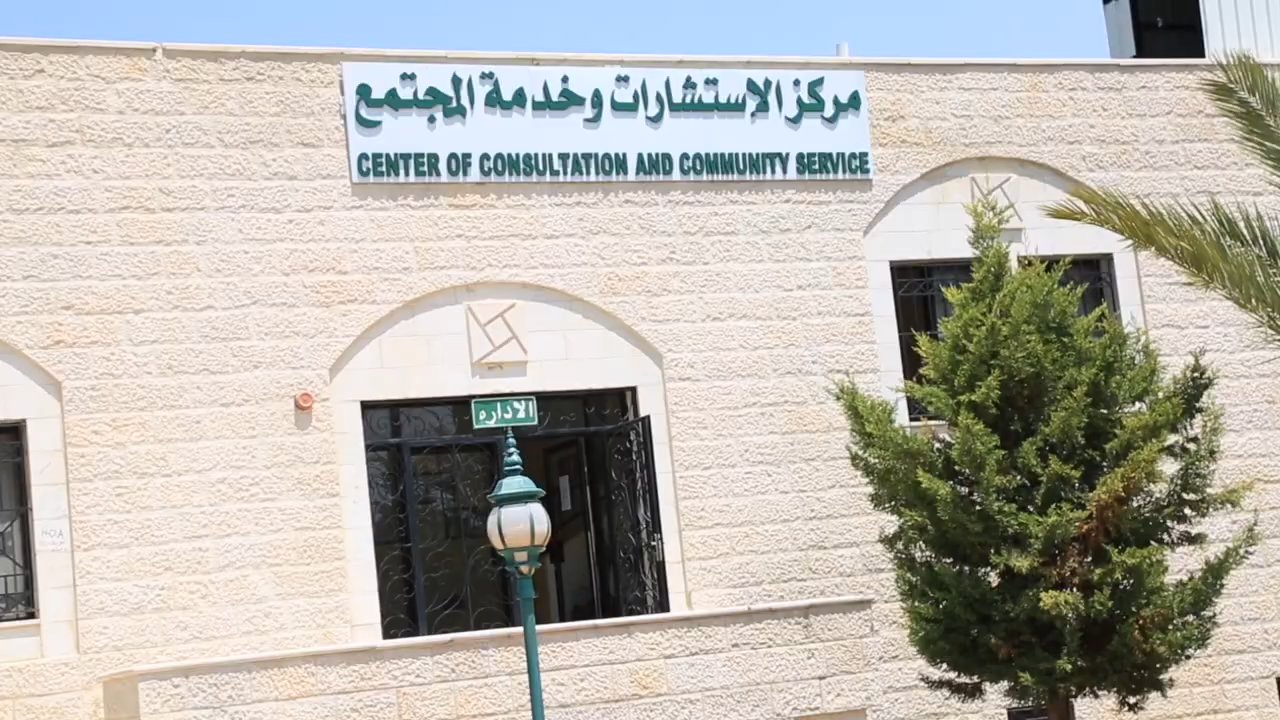 مركز الاستشارات وخدمة المجتمع
CENTER OF CONSULTATION AND COMMUNITY SERVICE
الاداره